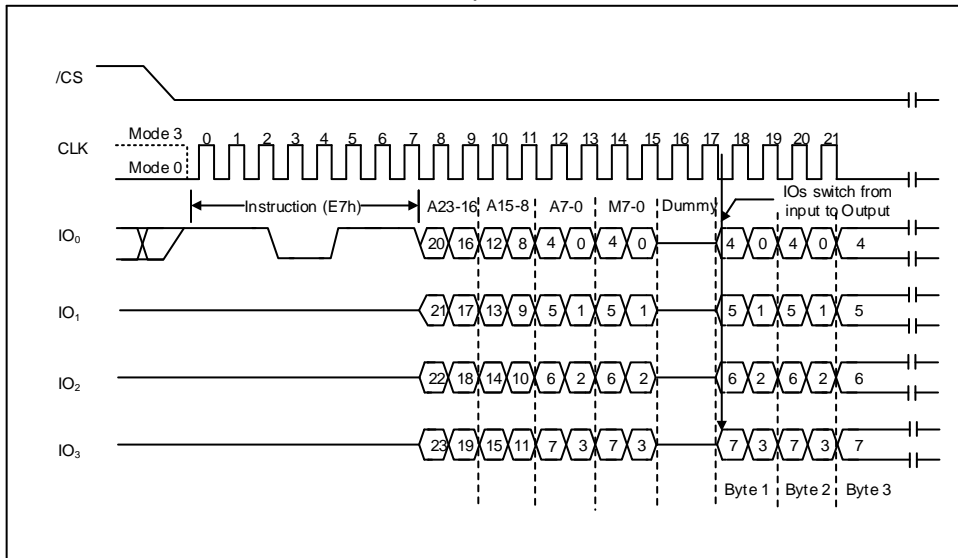 /CS
Mode 3
CLK
Mode 0
0 1 2 3 4 5 6 7 8 9 10 11 12 13 14 15 16 17 18 19 20 21
Instruction (E7h)
A23-16 A15-8 A7-0 M7-0 Dummy
IOs switch from
input to Output
IO0
20 16 12 8 4 0 4 0 4 0 4 0 4
IO1
21 17 13 9 5 1 5 1 5 1 5 1 5
IO2
22 18 14 10 6 2 6 2 6 2 6 2 6
IO3
23 19 15 11 7 3 7 3 7 3 7 3 7
Byte 1 Byte 2 Byte 3